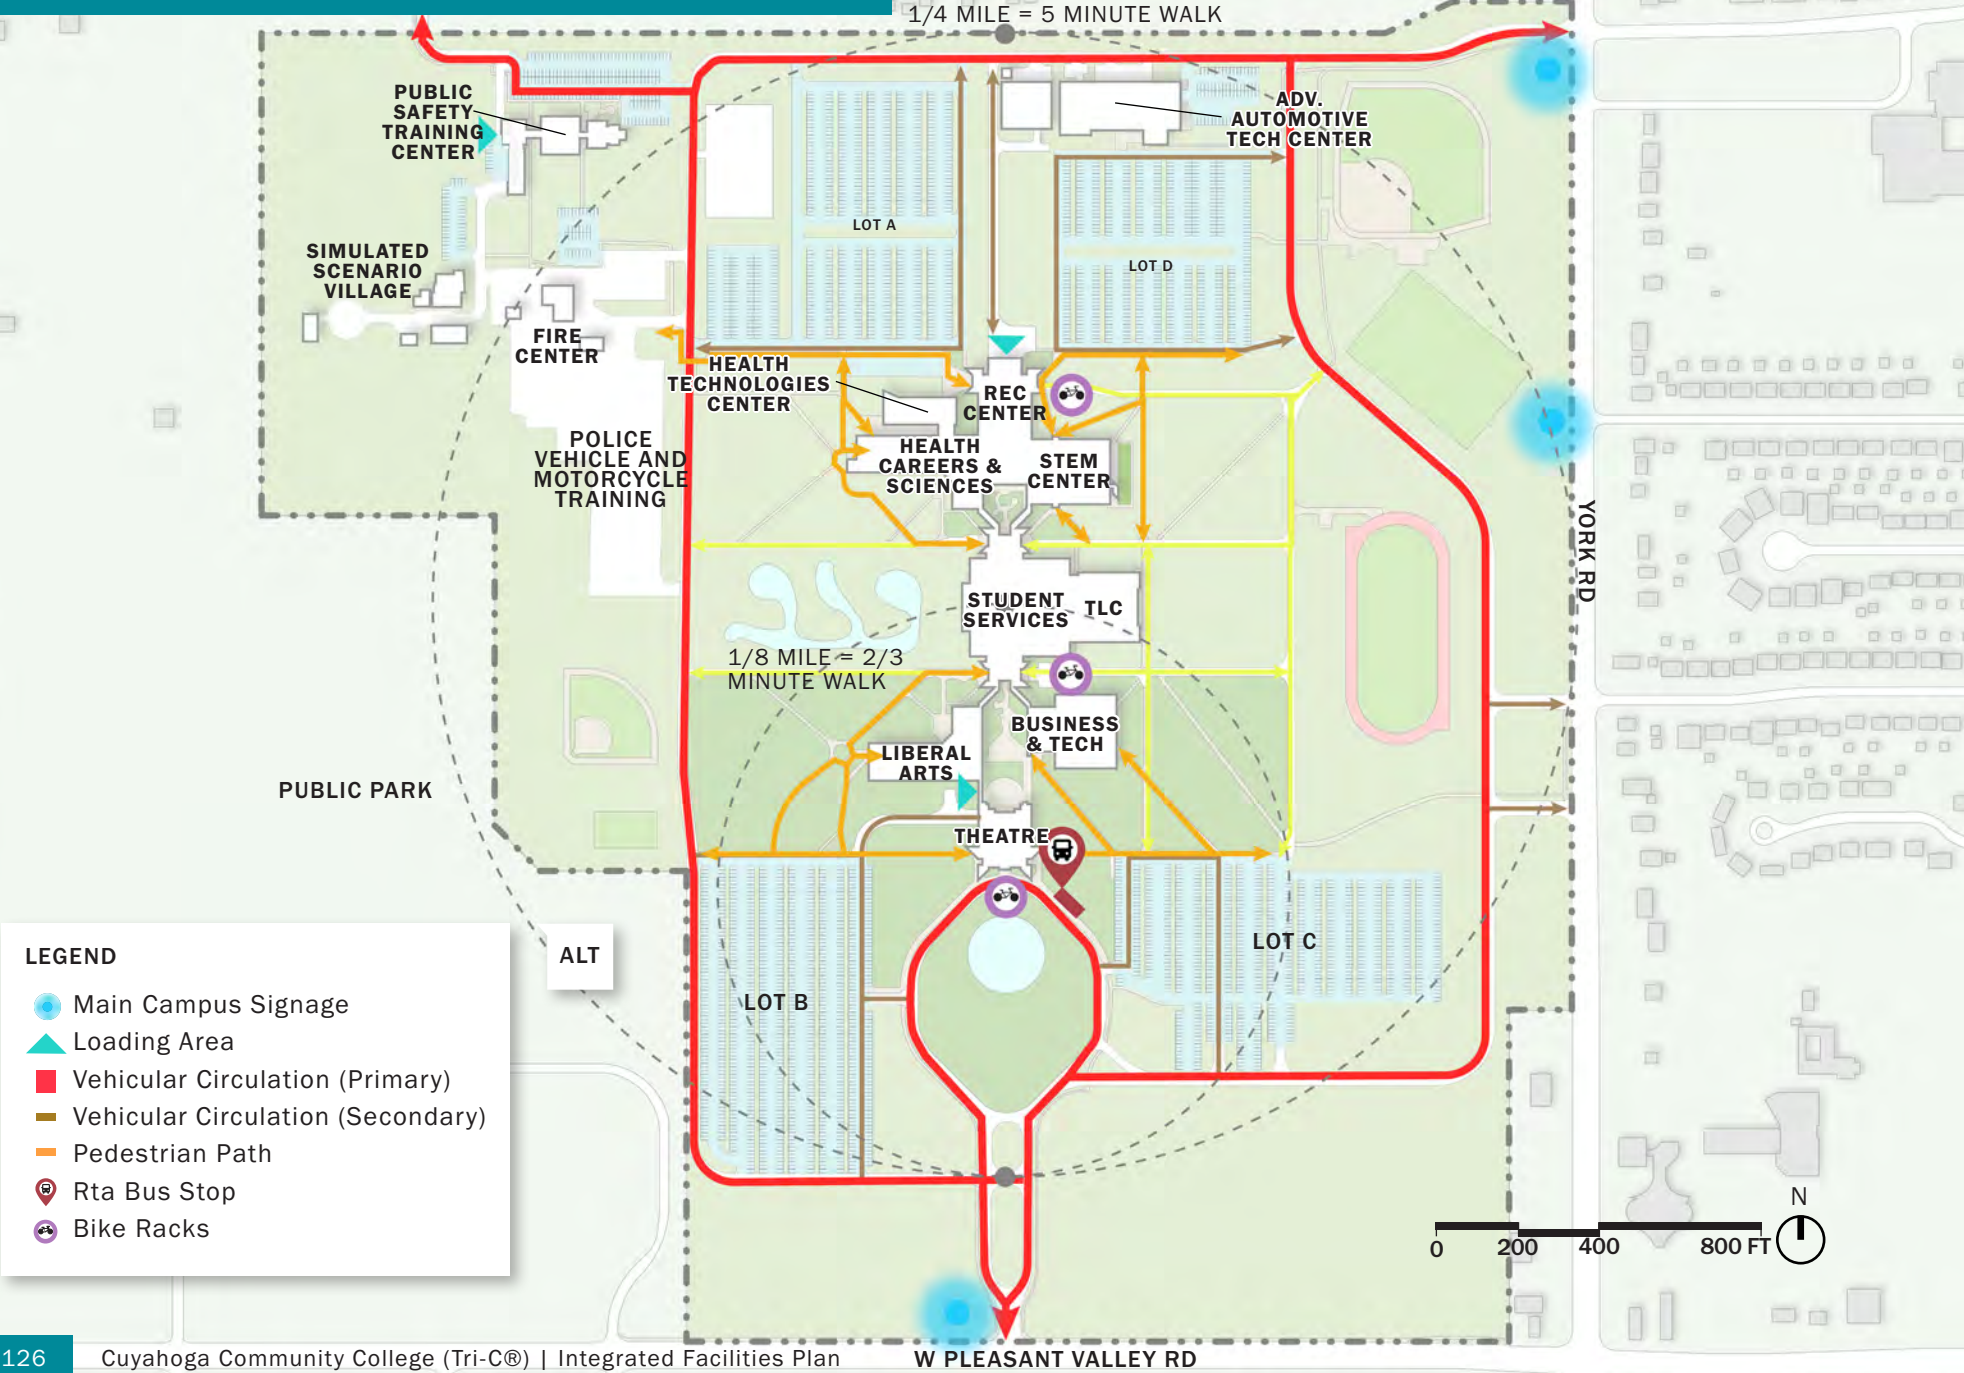 1/4 MILE = 5 MINUTE WALK
PUBLIC
SAFETY
TRAINING
CENTER
ADV.
AUTOMOTIVE
TECH CENTER
LOT A
LOT D
SIMULATED
SCENARIO
VILLAGE
FIRE
CENTER
HEALTH
TECHNOLOGIES
CENTER
REC
CENTER
POLICE
VEHICLE AND
MOTORCYCLE
TRAINING
HEALTH
CAREERS &
SCIENCES
STEM
CENTER
YORK RD
STUDENT
SERVICES
TLC
1/8 MILE = 2/3
MINUTE WALK
BUSINESS
& TECH
LIBERAL
ARTS
PUBLIC PARK
THEATRE
LOT C
LOT B
ALT
LEGEND
Main Campus Signage
Loading Area
Vehicular Circulation (Primary)
Vehicular Circulation (Secondary)
Pedestrian Path
Rta Bus Stop
Bike Racks
N
0 200 400 800 FT
126 Cuyahoga Community College (Tri-C®) | Integrated Facilities Plan
W PLEASANT VALLEY RD